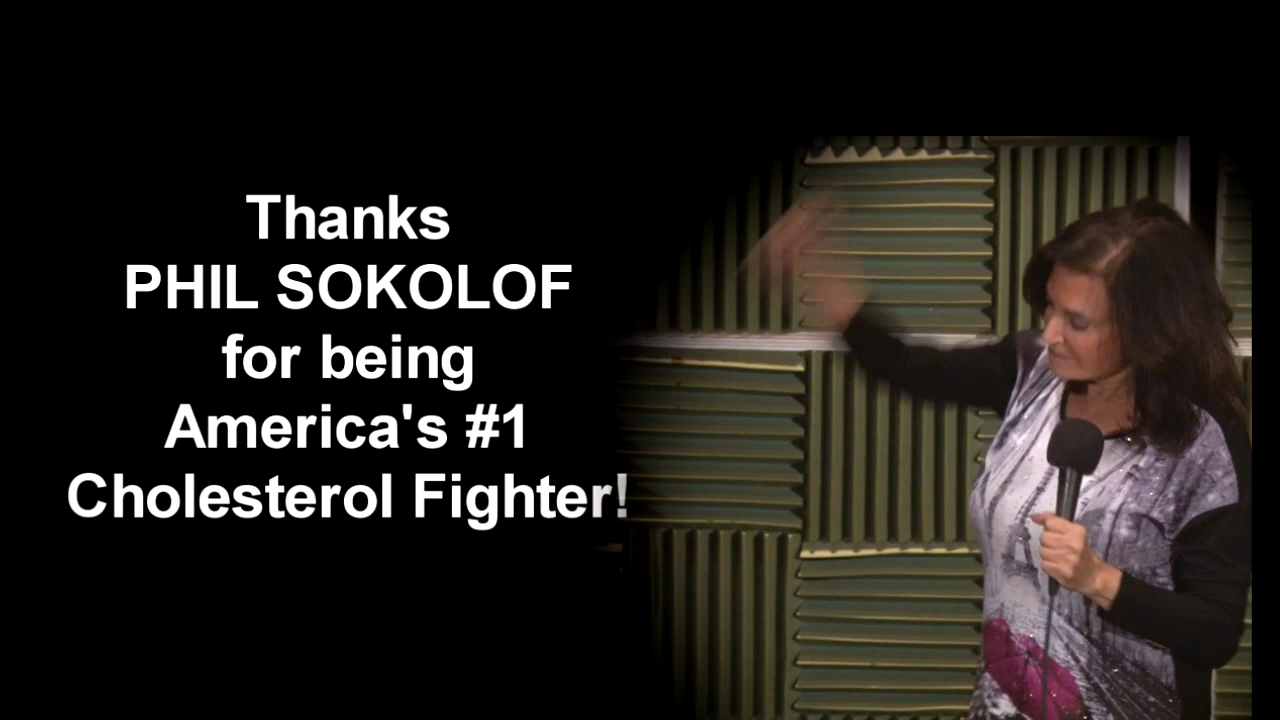 Thanks
PHIL SOKOLOF
for being
America's #1
Cholesterol Fighter!